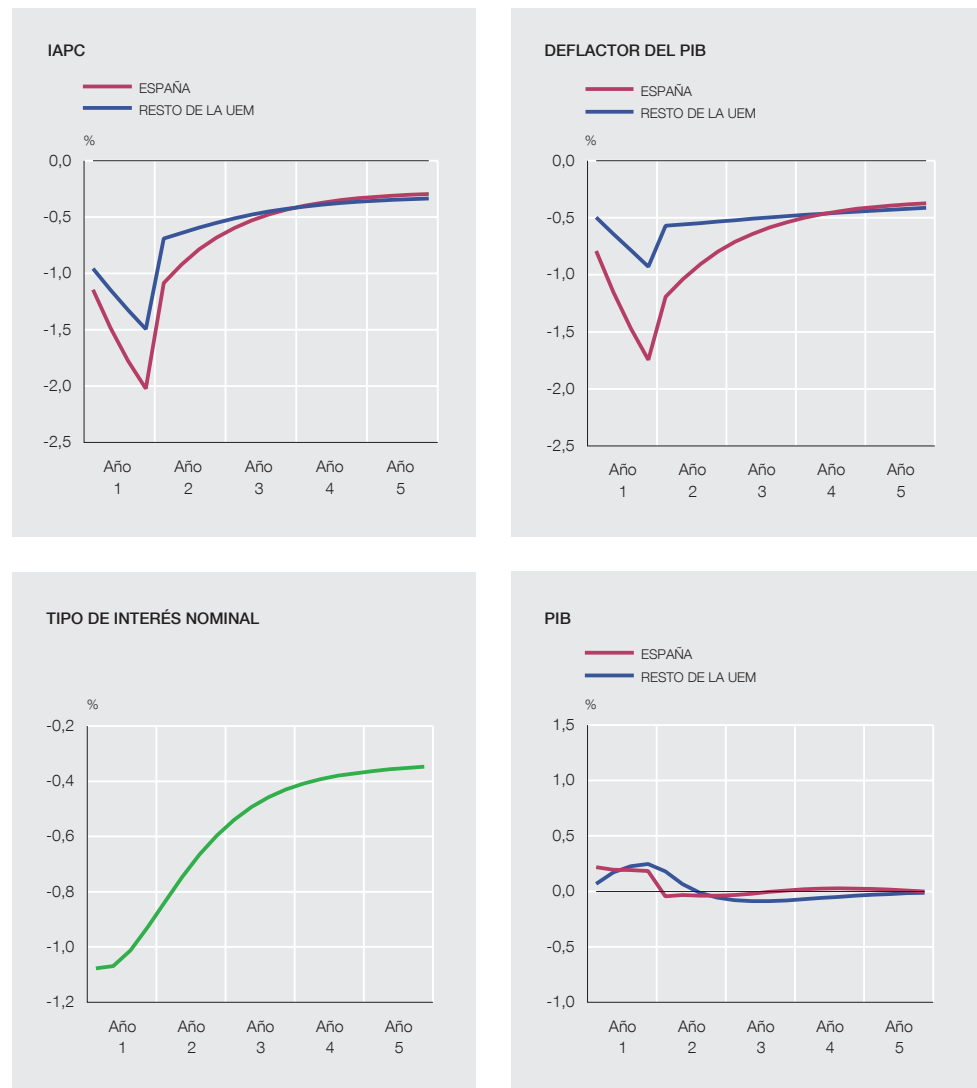 IAPC
ESPAÑA
RESTO DE LA UEM
%
0,0
-0,5
-1,0
-1,5
-2,0
-2,5
Año Año Año Año Año
1 2 3 4 5
DEFLACTOR DEL PIB
ESPAÑA
RESTO DE LA UEM
%
0,0
-0,5
-1,0
-1,5
-2,0
-2,5
Año Año Año Año Año
1 2 3 4 5
TIPO DE INTERÉS NOMINAL
%
-0,2
-0,4
-0,6
-0,8
-1,0
-1,2
Año Año Año Año Año
1 2 3 4 5
PIB
ESPAÑA
RESTO DE LA UEM
%
1,5
1,0
0,5
0,0
-0,5
-1,0
Año Año Año Año Año
1 2 3 4 5